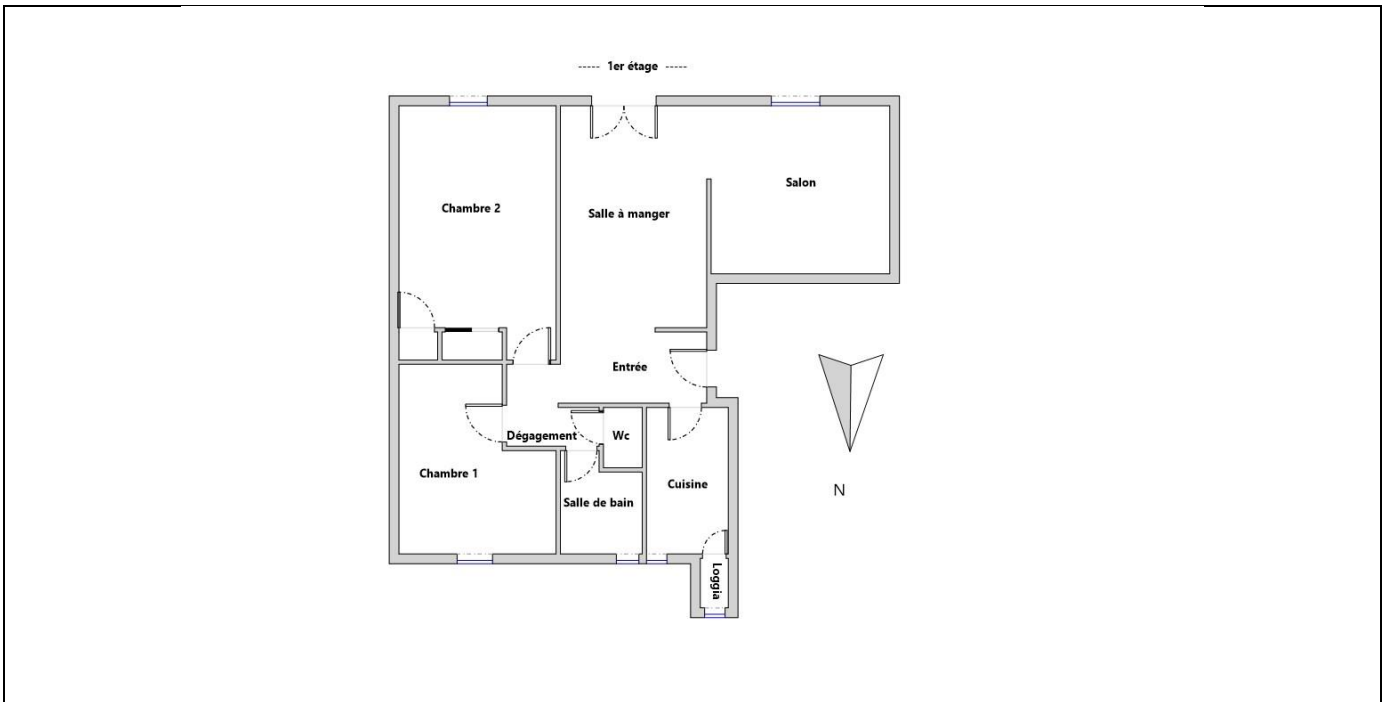 ----- 1er étage -----
Salon
Chambre 2
Salle à manger
Entrée
Dégagement
Wc
Chambre 1
Cuisine
Salle de bain
N
Loggia